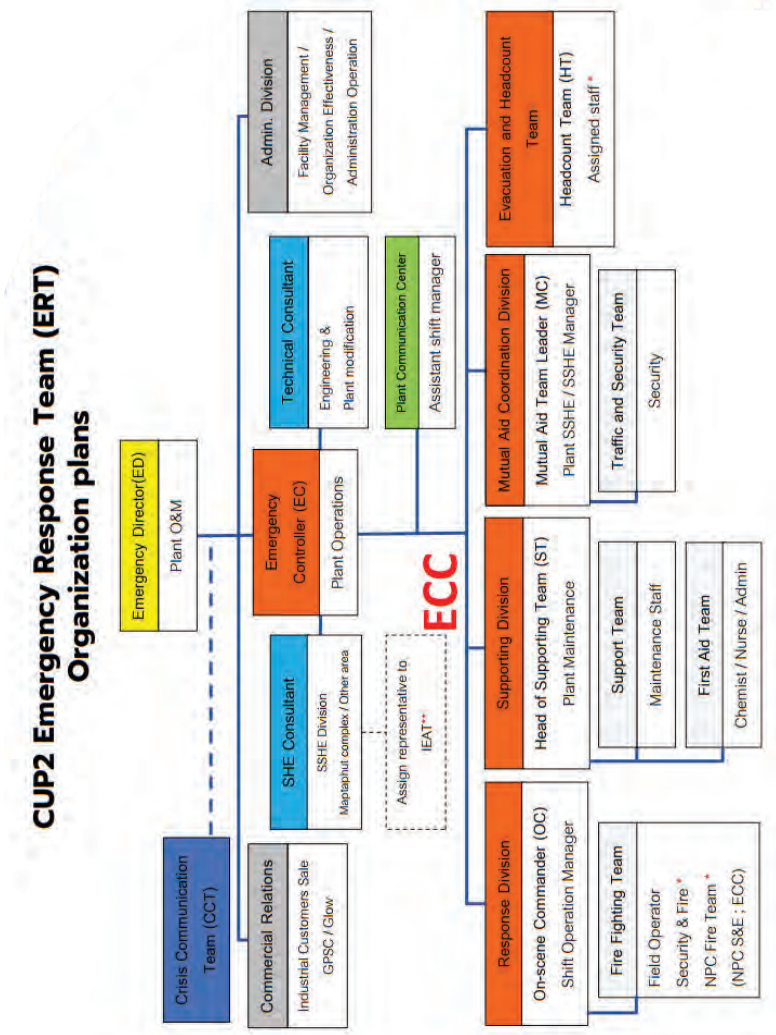 CUP2 Emergency Response Team (ERT)
Organization plans
Emergency Director(ED)
Plant O&M
Crisis Communication
Team (CCT)
Commercial Relations
Industrial Customers Sale
GPSC / Glow
Admin. Division
Facility Management /
Organization Effectiveness /
Administration Operation
SHE Consultant
SSHE Division
Maptaphut complex / Other area
Assign representative to
IEAT**
Emergency
Controller (EC)
Plant Operations
Technical Consultant
Engineering &
Plant modification
Plant Communication Center
Assistant shift manager
ECC
Response Division
On-scene Commander (OC)
Shift Operation Manager
Fire Fighting Team
Field Operator
Security & Fire *
NPC Fire Team *
(NPC S&E ; ECC)
Supporting Division
Head of Supporting Team (ST)
Plant Maintenance
Support Team
Maintenance Staff
First Aid Team
Chemist / Nurse / Admin
Mutual Aid Coordination Division
Mutual Aid Team Leader (MC)
Plant SSHE / SSHE Manager
Traffic and Security Team
Security
Evacuation and Headcount
Team
Headcount Team (HT)
Assigned staff *